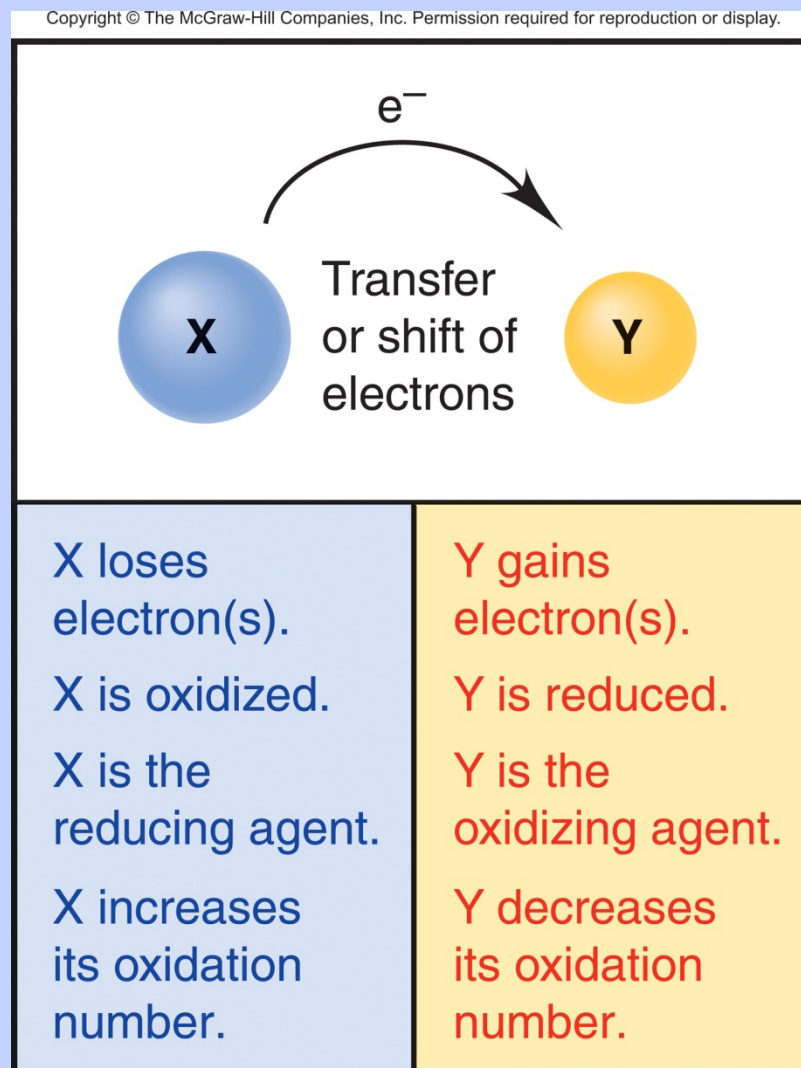 Copyright © The McGraw-Hill Companies, Inc. Permission required for reproduction or display.
e–
X
Transfer
or shift of
electrons
Y
X loses
electron(s).
X is oxidized.
X is the
reducing agent.
X increases
its oxidation
number.
Y gains
electron(s).
Y is reduced.
Y is the
oxidizing agent.
Y decreases
its oxidation
number.